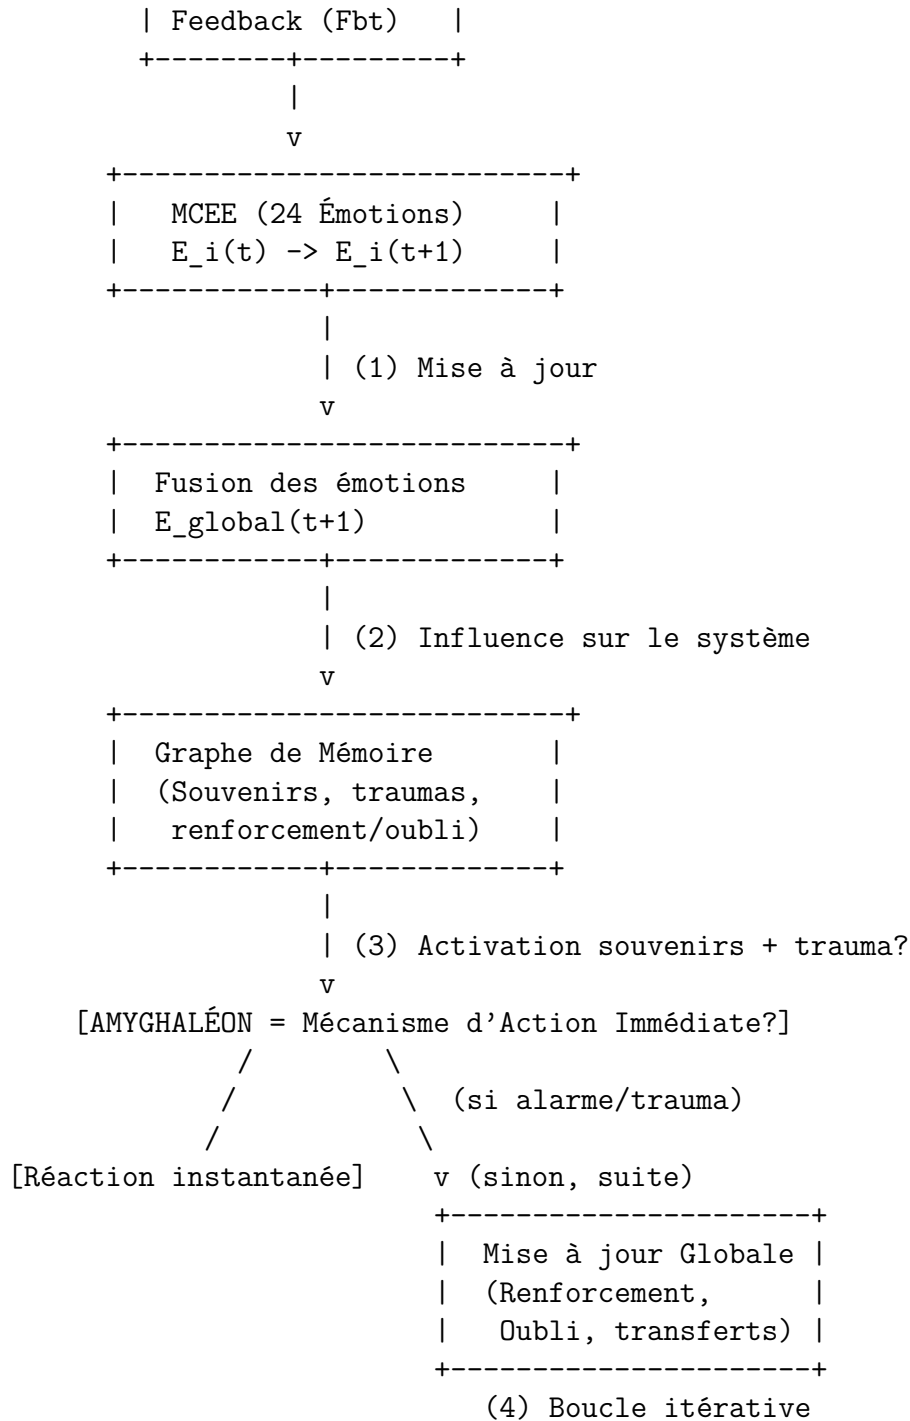 | Feedback (Fbt) |
+--------+---------+
|
v
+---------------------------+
| MCEE (24 Émotions) |
| E_i(t) -> E_i(t+1) |
+------------+-------------+
|
| (1) Mise à jour
v
+---------------------------+
| Fusion des émotions |
| E_global(t+1) |
+------------+-------------+
|
| (2) Influence sur le système
v
+---------------------------+
| Graphe de Mémoire |
| (Souvenirs, traumas, |
| renforcement/oubli) |
+------------+-------------+
|
| (3) Activation souvenirs + trauma?
v
[AMYGHALÉON = Mécanisme d'Action Immédiate?]
/ \
/ \ (si alarme/trauma)
/ \
[Réaction instantanée] v (sinon, suite)
+----------------------+
| Mise à jour Globale |
| (Renforcement, |
| Oubli, transferts) |
+----------------------+
(4) Boucle itérative